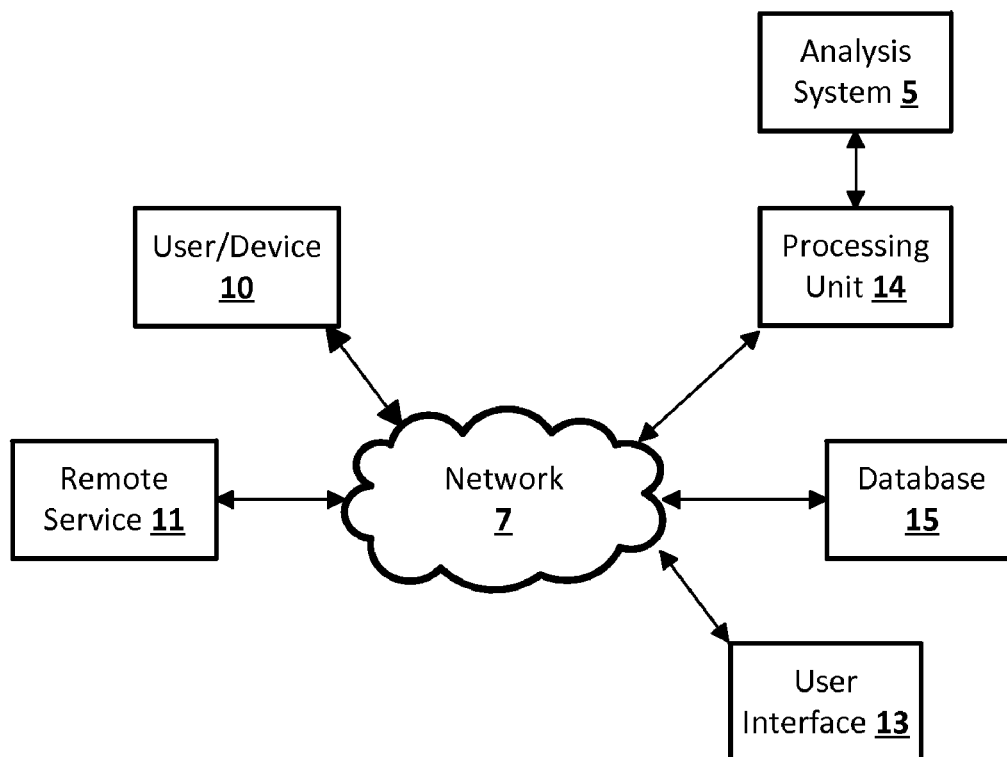 Analysis
System 5
User/Device
10
Processing
Unit 14
Remote
Service 11
Network
7
Database
15
User
Interface 13